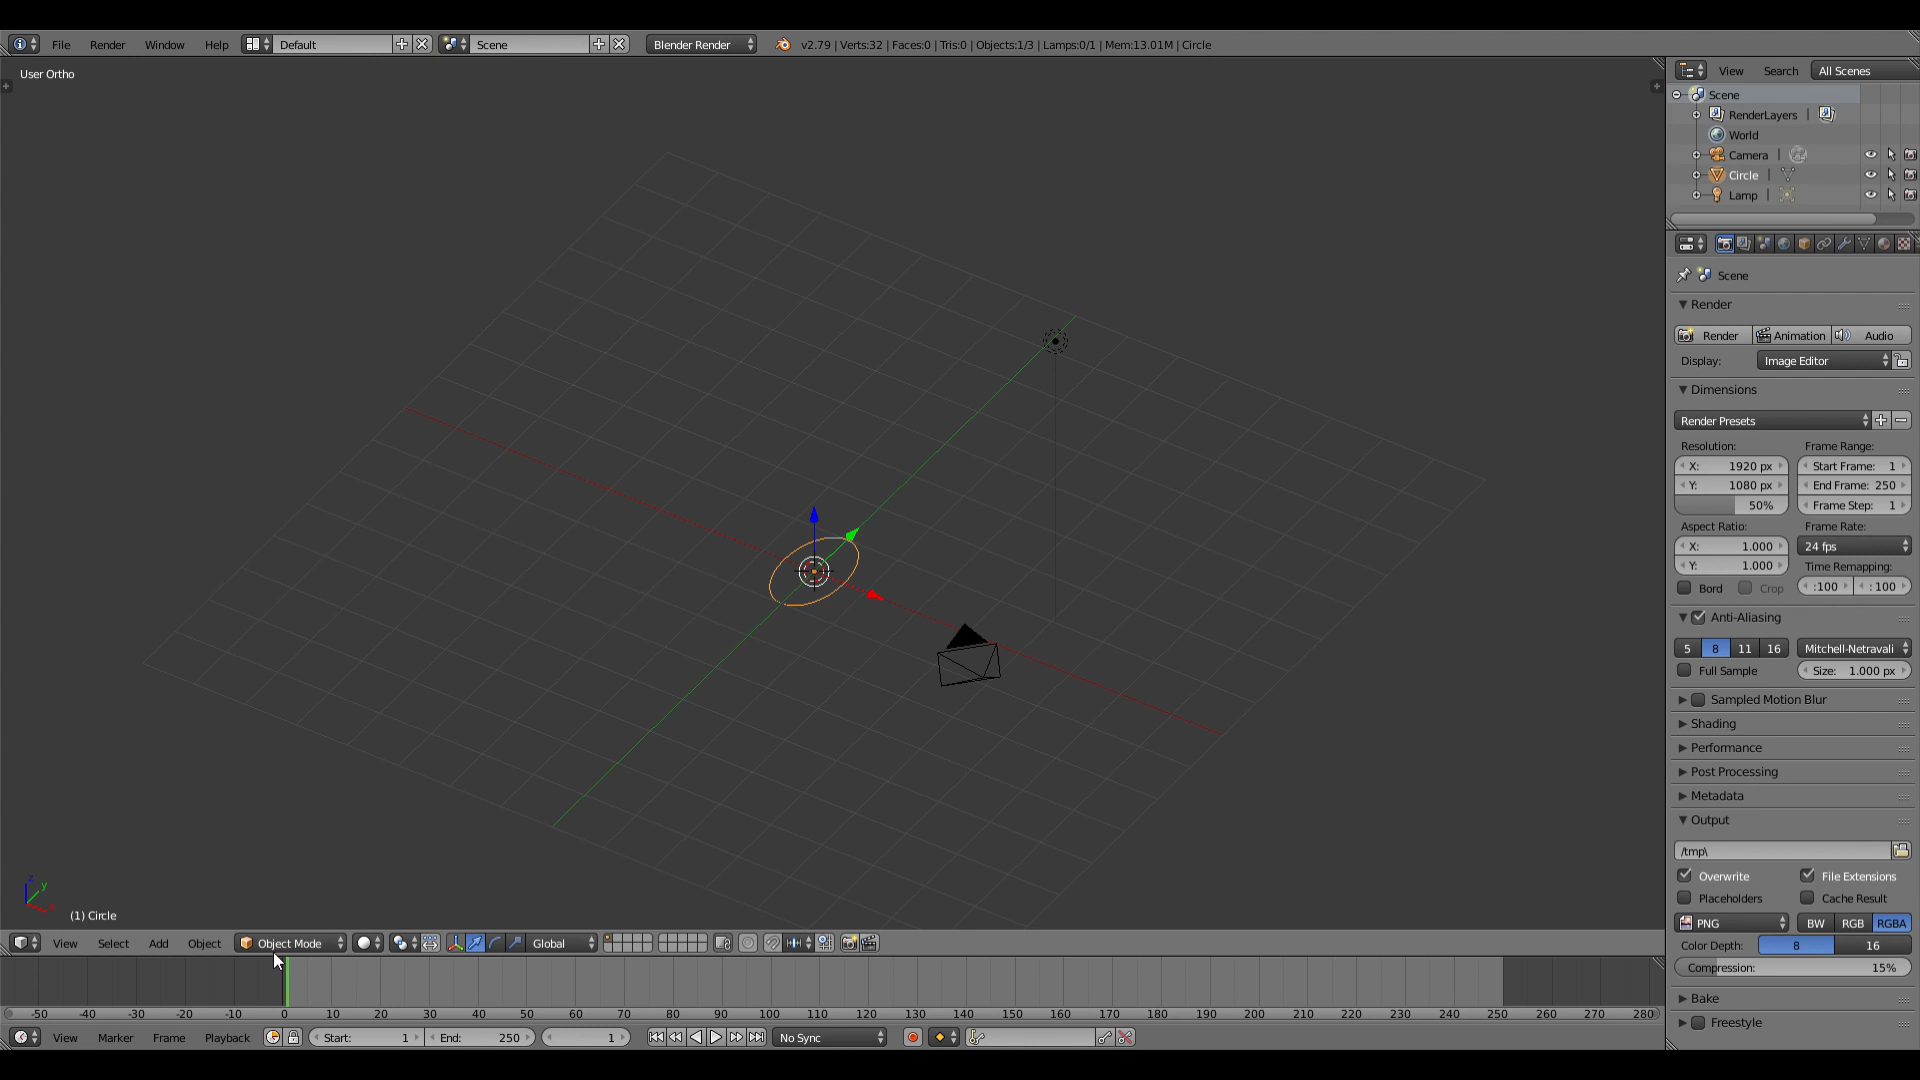 File Render Window Help Default Scene Blender Render v2.79 | Verts:32 | Faces:0 | Tris:0 | Objects:1/3 | Lamps:0/1 | Mem:13.01M | Circle
User Ortho
(1) Circle
View Select Add Object Object Mode Global
-50 -40 -30 -20 -10 0 10 20 30 40 50 60 70 80 90 100 110 120 130 140 150 160 170 180 190 200 210 220 230 240 250 260 270 280
View Marker Frame Playback Start: 1 End: 250 1 No Sync
View Search All Scenes
Scene
RenderLayers |
World
Camera |
Circle |
Lamp |
Scene
Render
Render Animation Audio
Display: Image Editor
Dimensions
Render Presets
Resolution: Frame Range:
X: 1920 px Start Frame: 1
Y: 1080 px End Frame: 250
50% Frame Step: 1
Aspect Ratio: Frame Rate:
X: 1.000 24 fps
Y: 1.000 Time Remapping:
Bord Crop :100 : 100
Anti-Aliasing
5 8 11 16 Mitchell-Netravali
Full Sample Size: 1.000 px
Sampled Motion Blur
Shading
Performance
Post Processing
Metadata
Output
/tmp\
Overwrite File Extensions
Placeholders Cache Result
PNG BW RGB RGBA
Color Depth: 8 16
Compression: 15%
Bake
Freestyle